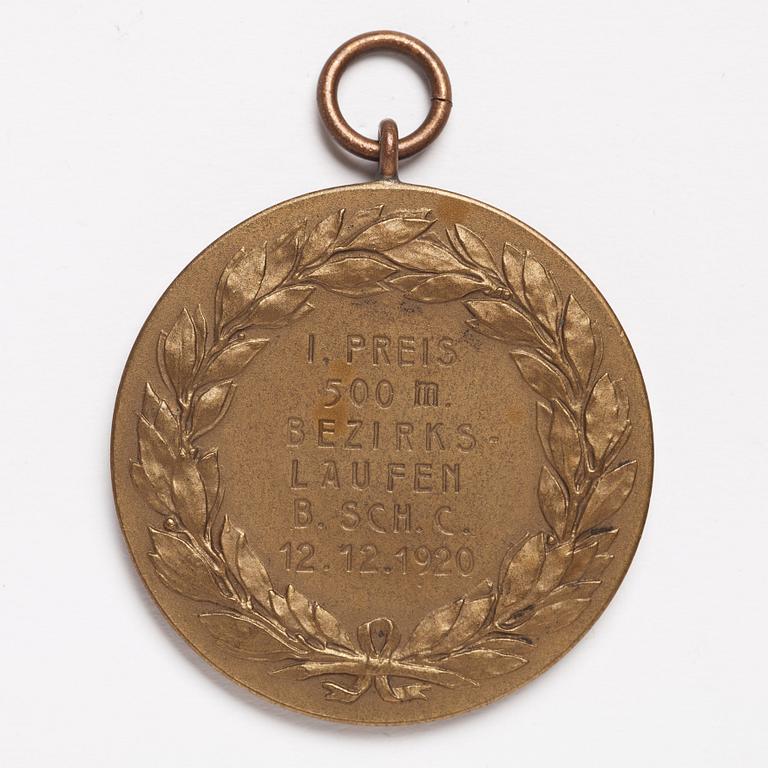 I. PREIS
500 m.
BEZIRKS-
LAUFEN
B. SCH. C.
12.12.1920